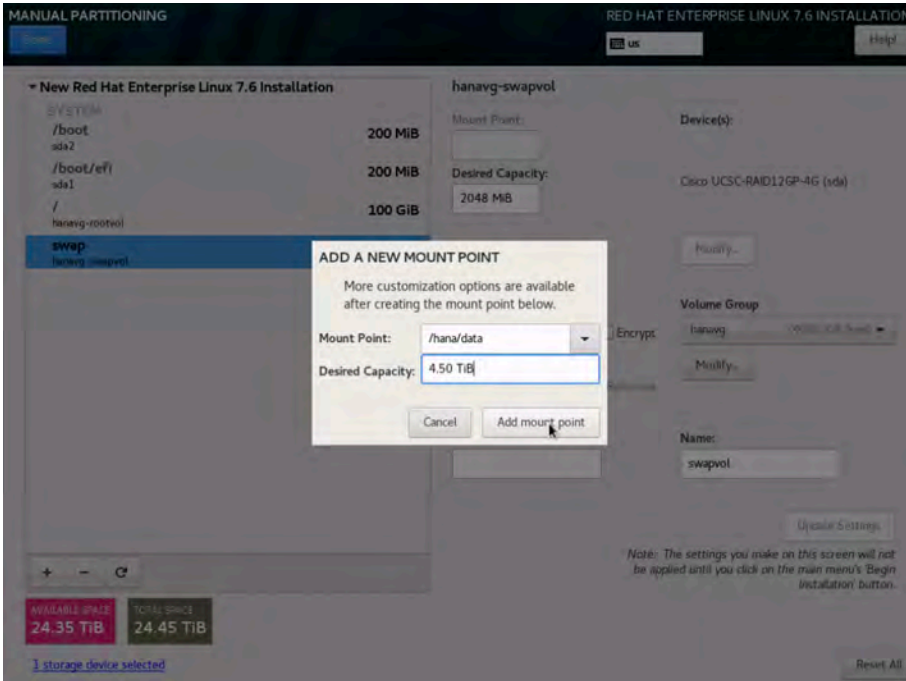 MANUAL PARTITIONING
RED HAT ENTERPRISE LINUX 7.6 INSTALLATION
Done
us
Help!
New Red Hat Enterprise Linux 7.6 Installation
SYSTEM
/boot
sda2
200 MiB
/boot/efi
sda1
200 MiB
/
hanavg-rootvol
100 GiB
swap
hanavg-swapvol
hanavg-swapvol
Mount Point:
Device(s):
Desired Capacity:
2048 MiB
Cisco UCSC-RAID12GP-4G (sda)
Modify...
Volume Group
Encrypt
hanavg
Modify...
Name:
swapvol
Update Settings
Note: The settings you make on this screen will not
be applied until you click on the main menu's 'Begin
Installation' button.
ADD A NEW MOUNT POINT
More customization options are available
after creating the mount point below.
Mount Point:
/hana/data
Desired Capacity:
4.50 TiB
Cancel
Add mount point
+ -
AVAILABLE SPACE
24.35 TiB
TOTAL SPACE
24.45 TiB
1 storage device selected
Reset All